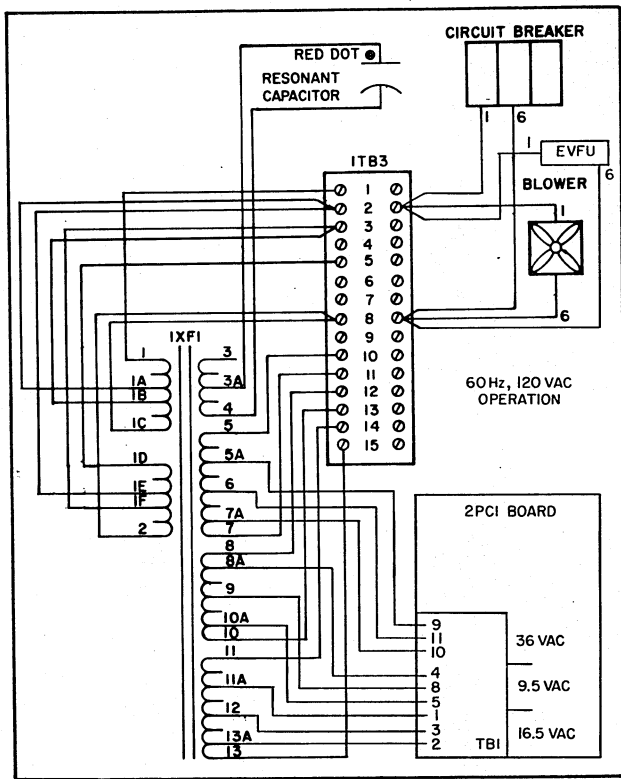 CIRCUIT BREAKER
RED DOT
RESONANT
CAPACITOR
1
6
1
EVFU
6
BLOWER
1
6
1TB3
1
2
3
4
5
6
7
8
9
10
11
12
13
14
15
60Hz, 120 VAC
OPERATION
1XF1
1
1A
1B
1C
1D
1E
1F
2
3
3A
4
5
5A
6
7A
7
8
8A
9
10A
10
11
11A
12
13A
13
2PC1 BOARD
9
11
10
36 VAC
4
8
5
9.5 VAC
1
3
2
16.5 VAC
TB1